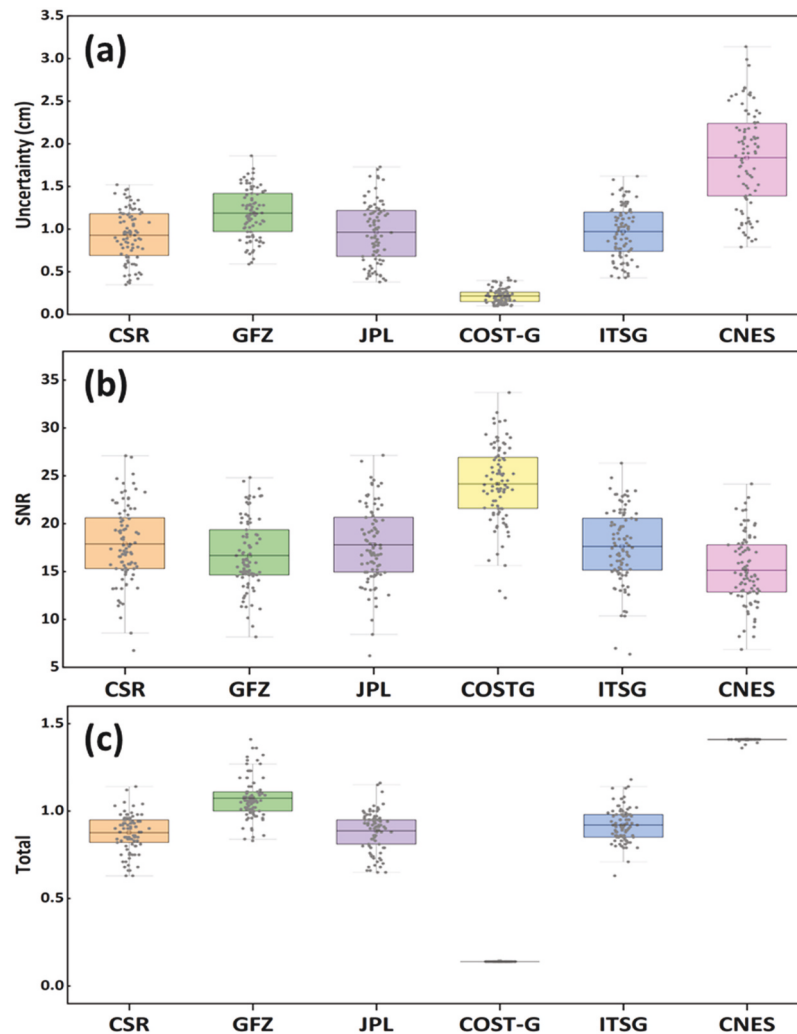 (a)
Uncertainty (cm)
3.5
3.0
2.5
2.0
1.5
1.0
0.5
0.0
CSR GFZ JPL COST-G ITSG CNES
(b)
SNR
35
30
25
20
15
10
5
CSR GFZ JPL COSTG ITSG CNES
(c)
Total
1.5
1.0
0.5
0.0
CSR GFZ JPL COST-G ITSG CNES